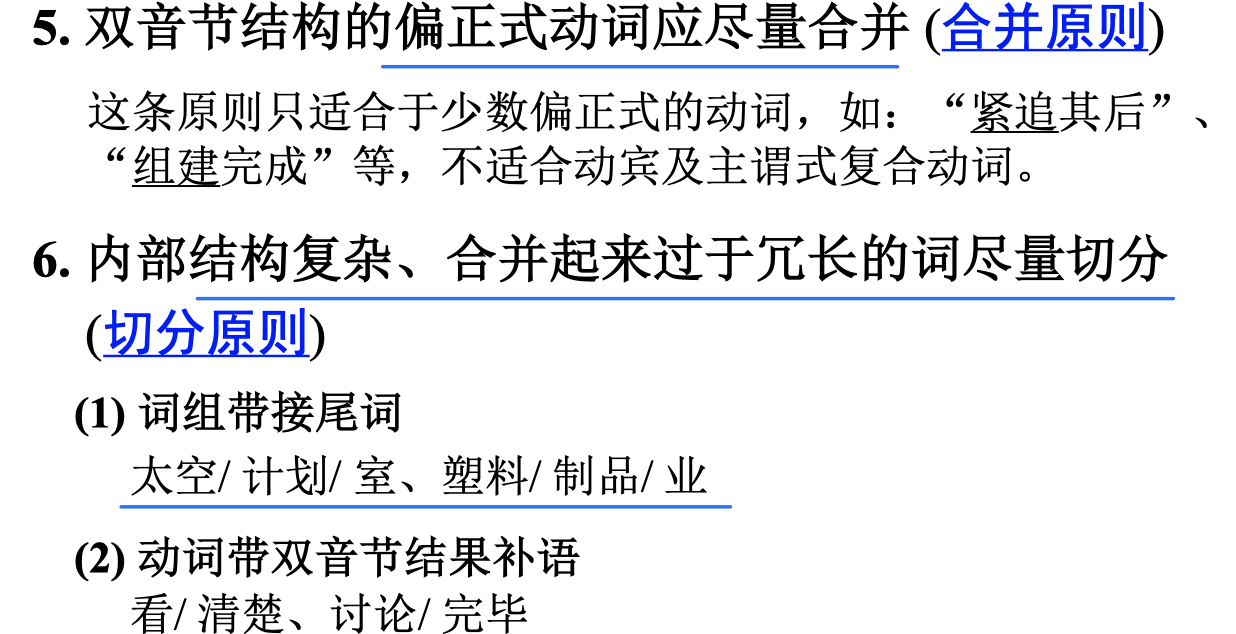 5. 双音节结构的偏正式动词应尽量合并 (合并原则)
这条原则只适合于少数偏正式的动词，如：“紧追其后”、
“组建完成”等，不适合动宾及主谓式复合动词。
6. 内部结构复杂、合并起来过于冗长的词尽量切分
(切分原则)
(1) 词组带接尾词
太空/ 计划/ 室、塑料/ 制品/ 业
(2) 动词带双音节结果补语
看/ 清楚、讨论/ 完毕